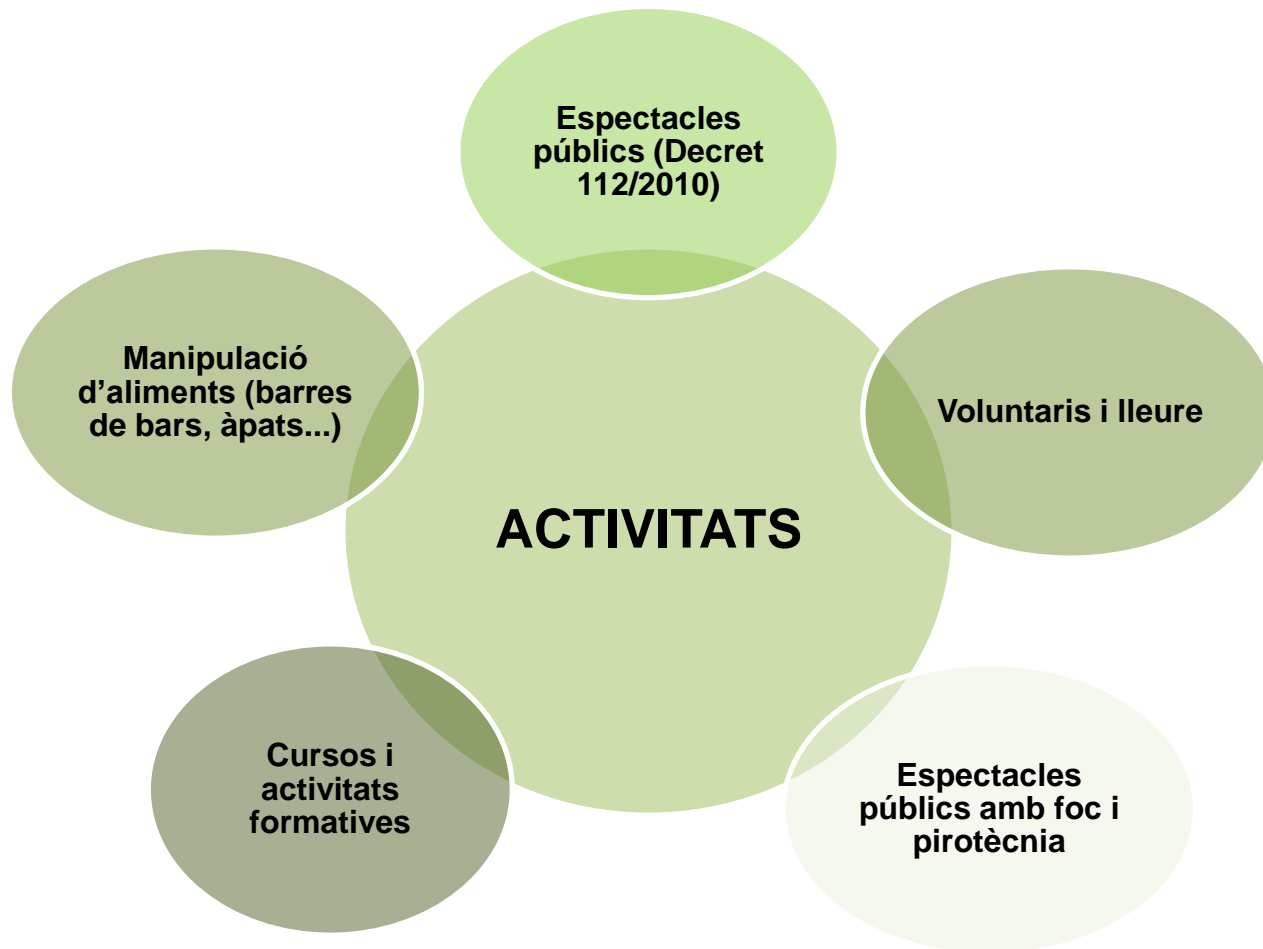 Espectacles
públics (Decret
112/2010)
Manipulació
d’aliments (barres
de bars, àpats...)
Voluntaris i lleure
ACTIVITATS
Cursos i
activitats
formatives
Espectacles
públics amb foc i
pirotècnia